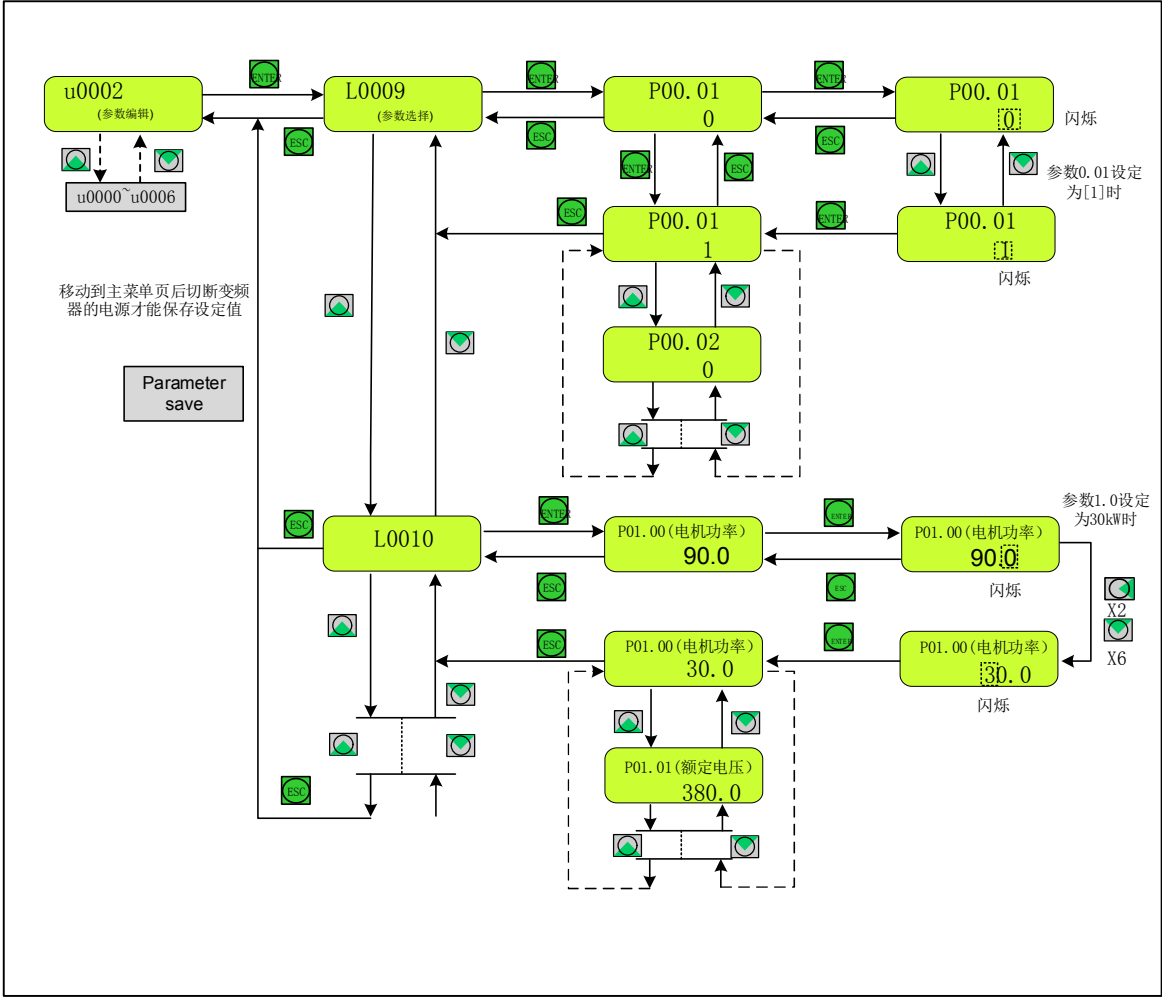 ENTER
ENTER
ENTER
u0002
(参数编辑)
L0009
(参数选择)
P00.01
0
P00.01
0
闪烁
ESC
ESC
ESC
u0000~u0006
ENTER
ESC
参数0.01设定
为[1]时
ESC
ENTER
P00.01
1
P00.01
1
闪烁
移动到主菜单页后切断变频
器的电源才能保存设定值
P00.02
0
Parameter
save
ESC
ENTER
ENTER
参数1.0设定
为30kW时
L0010
P01.00(电机功率)
90.0
P01.00(电机功率)
90.0
闪烁
ESC
ESC
X2
ESC
ENTER
P01.00(电机功率)
30.0
P01.00(电机功率)
30.0
闪烁
X6
P01.01(额定电压)
380.0
ESC